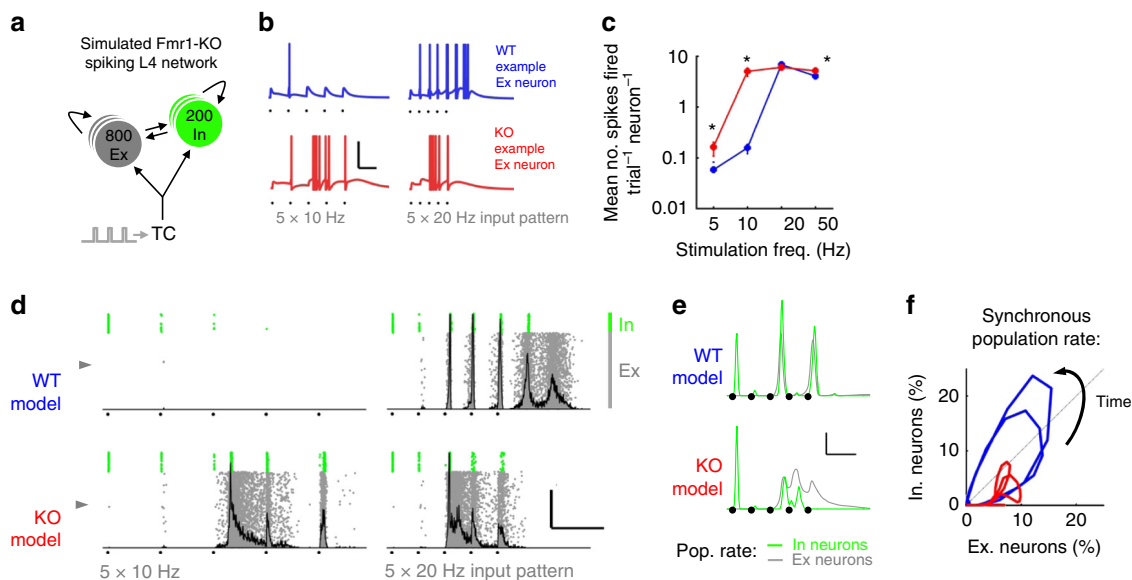 a
Simulated Fmr1-KO
spiking L4 network
800
Ex
200
In
TC
b
WT
example
Ex neuron
KO
example
Ex neuron
5 × 10 Hz
5 × 20 Hz input pattern
c
Mean no. spikes fired
trial⁻¹ neuron⁻¹
10
1
0.1
0.01
*
*
*
5
10
20
50
Stimulation freq. (Hz)
d
WT
model
In
Ex
KO
model
5 × 10 Hz
5 × 20 Hz input pattern
e
WT
model
KO
model
Pop. rate:
In neurons
Ex neurons
f
Synchronous
population rate:
In. neurons (%)
20
10
0
Time
0
10
20
Ex. neurons (%)